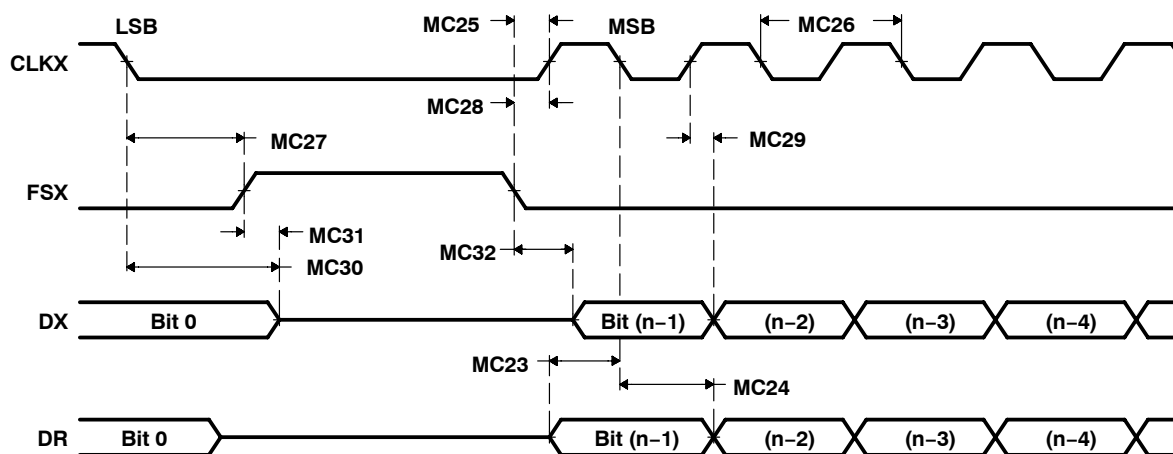 LSB MC25 MSB MC26
CLKX
MC28
MC27 MC29
FSX
MC31
MC32
MC30
DX Bit 0 Bit (n−1) (n−2) (n−3) (n−4)
MC23
MC24
DR Bit 0 Bit (n−1) (n−2) (n−3) (n−4)